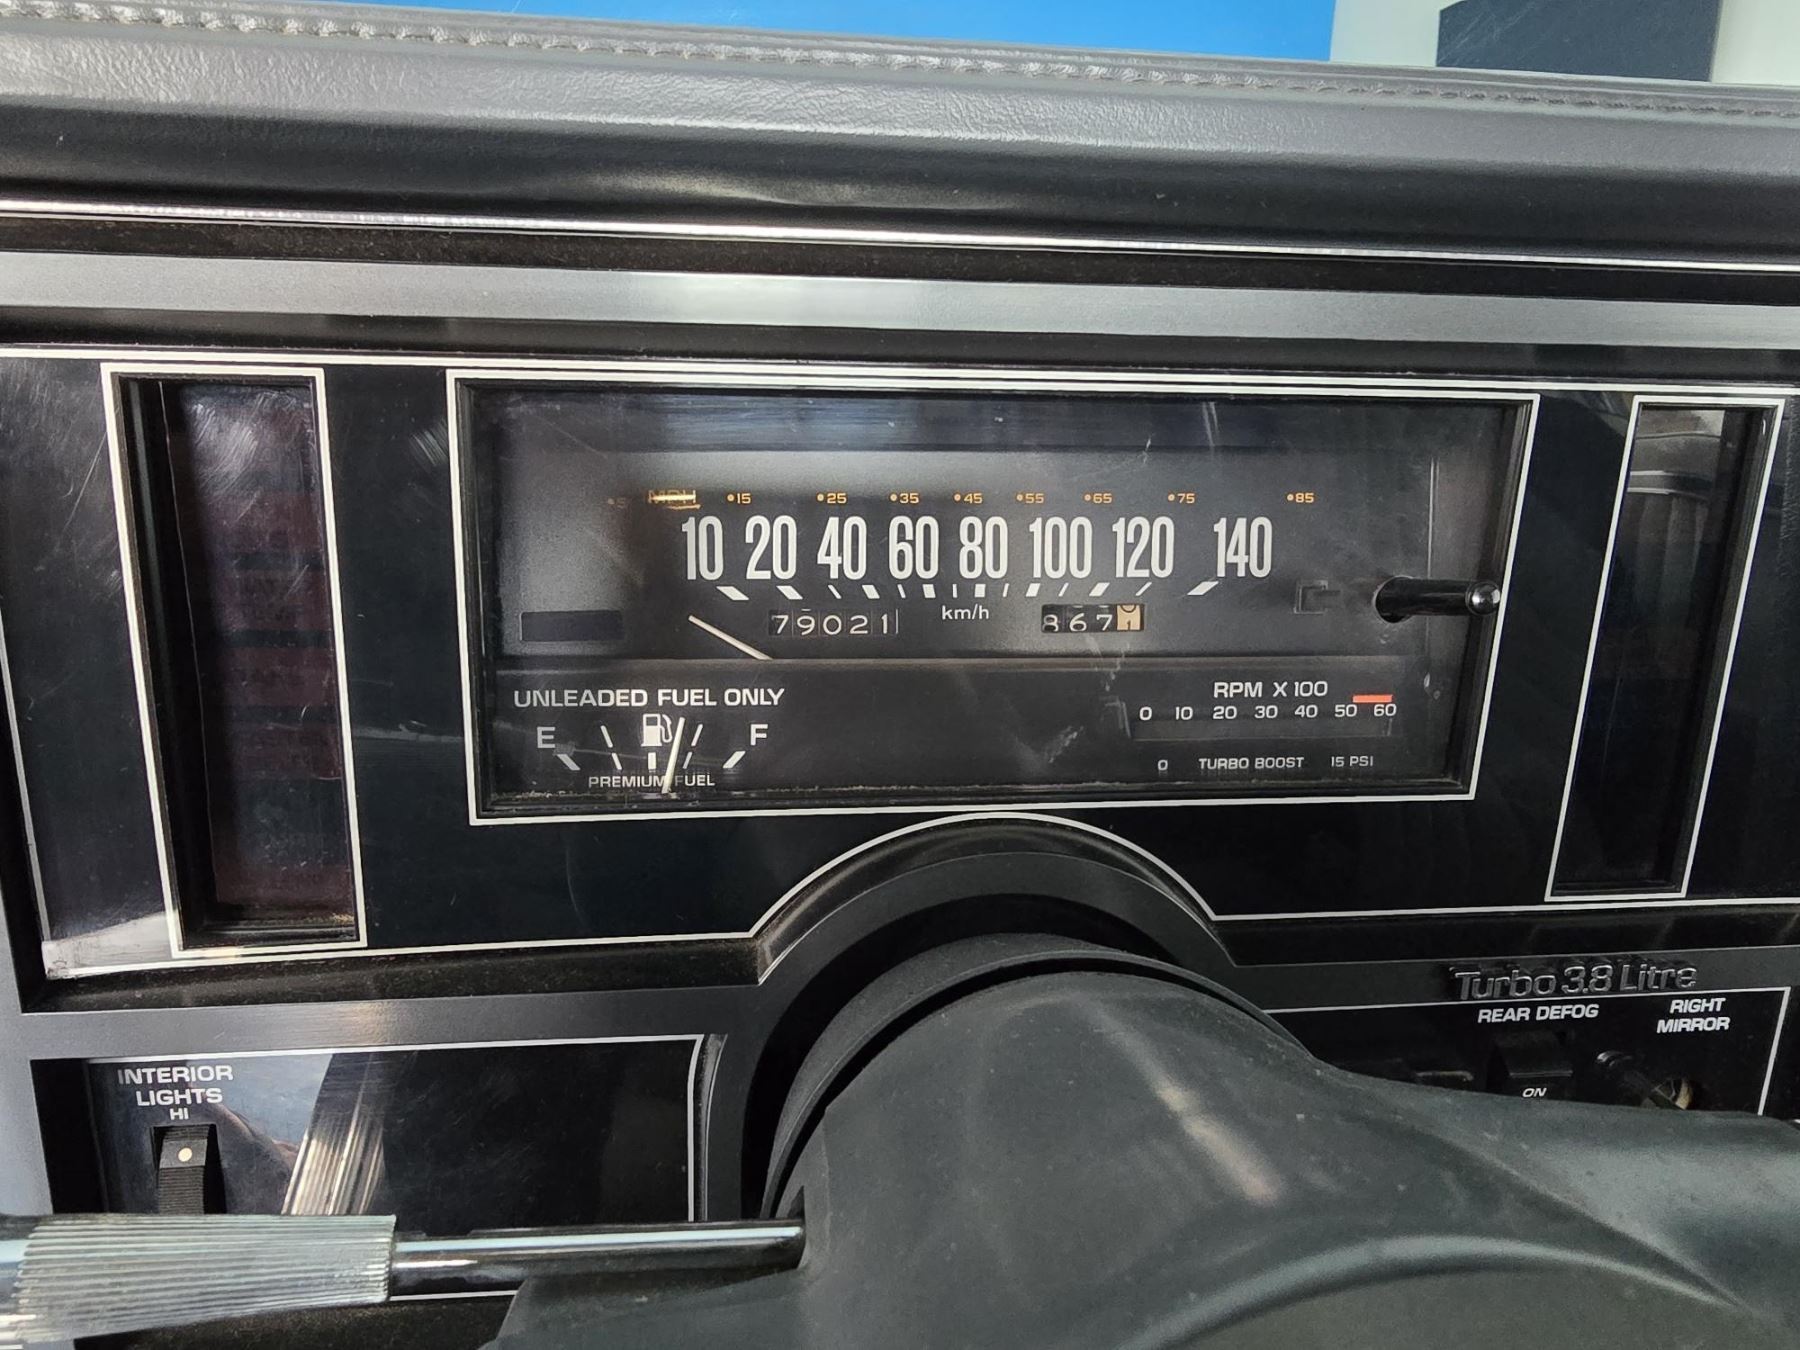 MPH 15 25 35 45 55 65 75 85
10 20 40 60 80 100 120 140
79021 km/h 867
UNLEADED FUEL ONLY
E F
PREMIUM FUEL
RPM X 100
0 10 20 30 40 50 60
0 TURBO BOOST 15 PSI
Turbo 3.8 Litre
REAR DEFOG
RIGHT
MIRROR
ON
INTERIOR
LIGHTS
HI